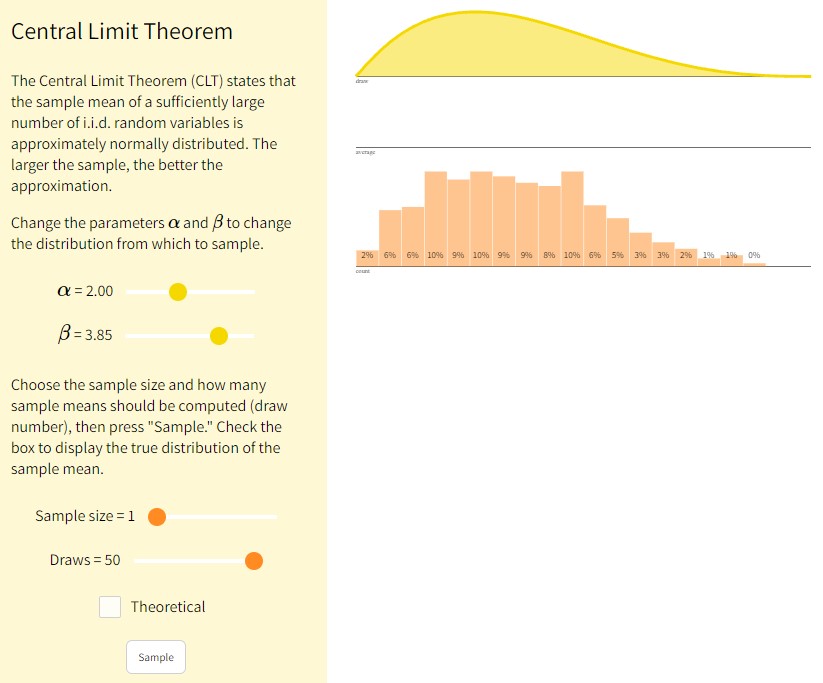 Central Limit Theorem
The Central Limit Theorem (CLT) states that
the sample mean of a sufficiently large
number of i.i.d. random variables is
approximately normally distributed. The
larger the sample, the better the
approximation.
Change the parameters α and β to change
the distribution from which to sample.
α = 2.00
β = 3.85
Choose the sample size and how many
sample means should be computed (draw
number), then press "Sample." Check the
box to display the true distribution of the
sample mean.
Sample size = 1
Draws = 50
Theoretical
Sample
draw
average
2% 6% 6% 10% 9% 10% 9% 9% 8% 10% 6% 5% 3% 3% 2% 1% 1% 0%
count